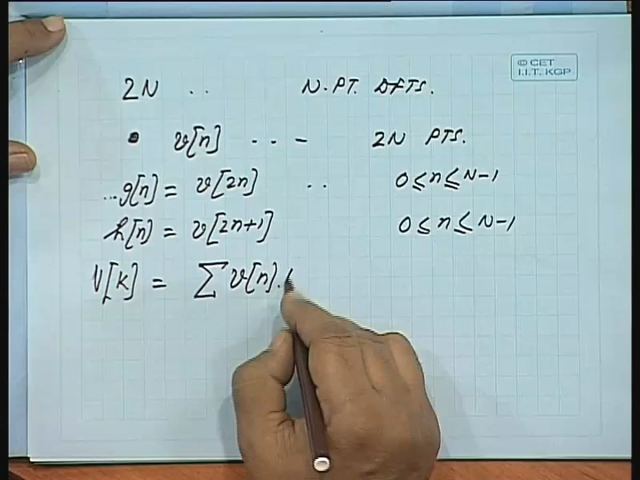 © CET
I.I.T. KGP
2N .. N-PT. DFTS.
• v[n] ... - 2N PTS.
...g[n] = v[2n] .. 0≤n≤N-1
h[n] = v[2n+1] 0≤n≤N-1
V[k] = ∑ v[n].